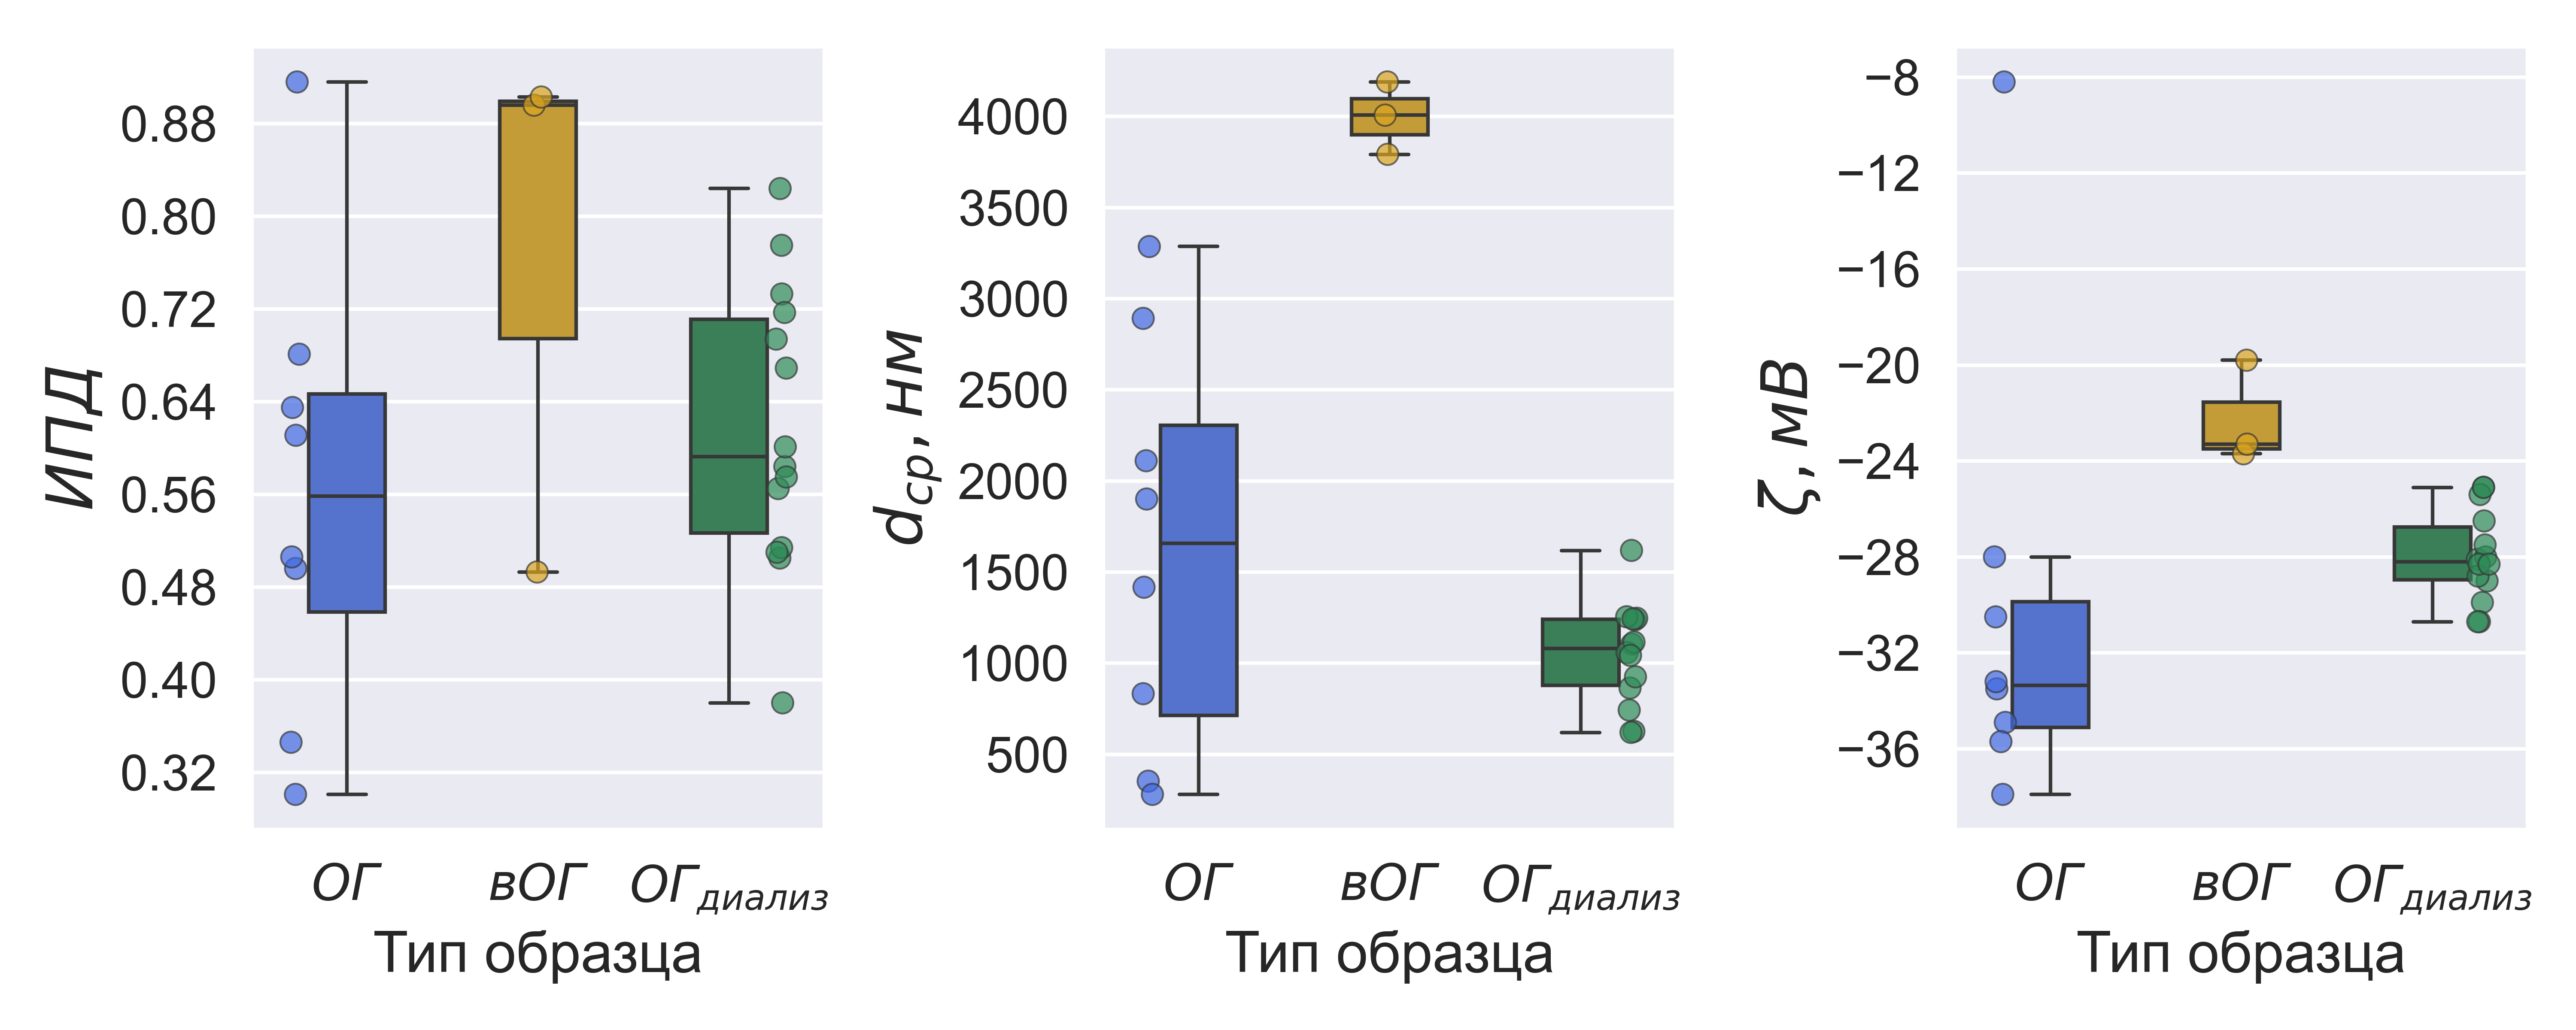 ИПД
0.88
0.80
0.72
0.64
0.56
0.48
0.40
0.32
ОГ вОГ ОГдиализ
Тип образца
dср, нм
4000
3500
3000
2500
2000
1500
1000
500
ОГ вОГ ОГдиализ
Тип образца
ζ, мВ
−8
−12
−16
−20
−24
−28
−32
−36
ОГ вОГ ОГдиализ
Тип образца